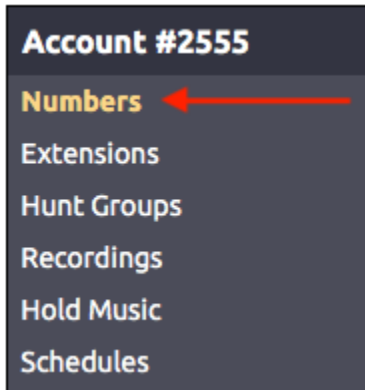 Account #2555
Numbers
Extensions
Hunt Groups
Recordings
Hold Music
Schedules